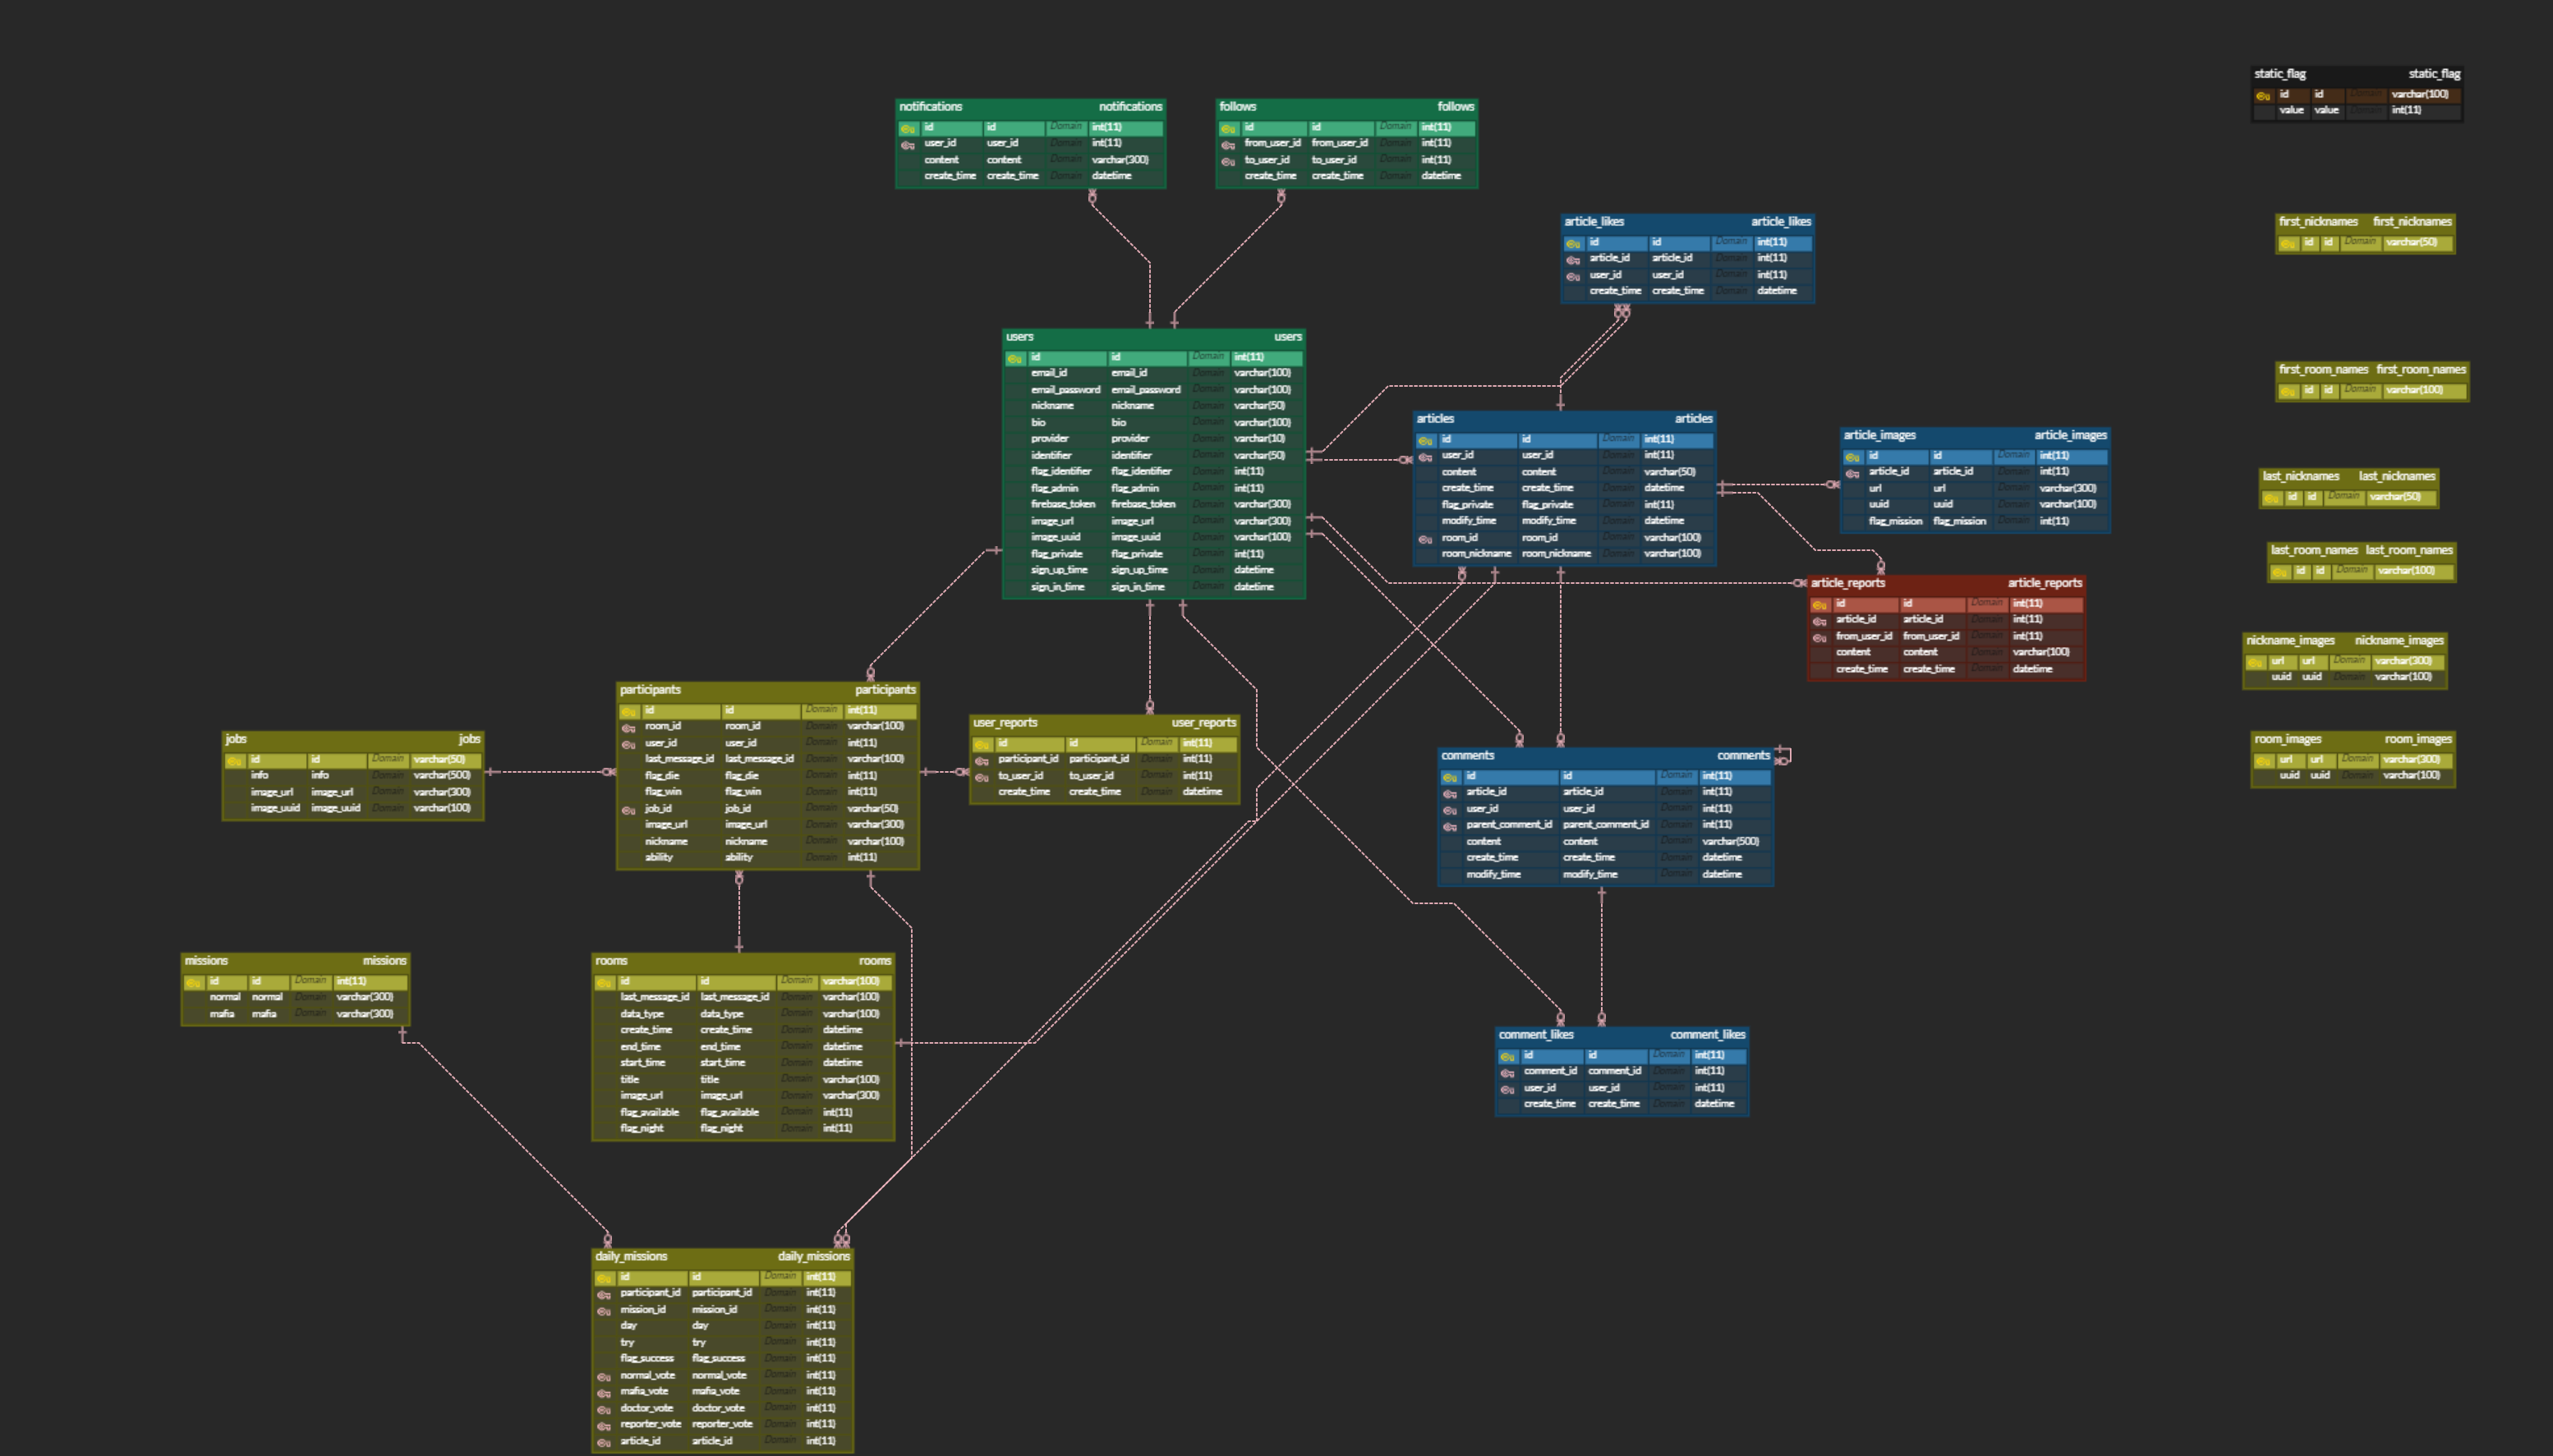 static_flag static_flag
id id Domain varchar(100)
value value Domain int(11)
notifications notifications
id id Domain int(11)
user_id user_id Domain int(11)
content content Domain varchar(300)
create_time create_time Domain datetime
follows follows
id id Domain int(11)
from_user_id from_user_id Domain int(11)
to_user_id to_user_id Domain int(11)
create_time create_time Domain datetime
article_likes article_likes
id id Domain int(11)
article_id article_id Domain int(11)
user_id user_id Domain int(11)
create_time create_time Domain datetime
first_nicknames first_nicknames
id id Domain varchar(50)
users users
id id Domain int(11)
email_id email_id Domain varchar(100)
email_password email_password Domain varchar(100)
nickname nickname Domain varchar(50)
bio bio Domain varchar(100)
provider provider Domain varchar(10)
identifier identifier Domain varchar(50)
flag_identifier flag_identifier Domain int(11)
flag_admin flag_admin Domain int(11)
firebase_token firebase_token Domain varchar(300)
image_url image_url Domain varchar(300)
image_uuid image_uuid Domain varchar(100)
flag_private flag_private Domain int(11)
sign_up_time sign_up_time Domain datetime
sign_in_time sign_in_time Domain datetime
first_room_names first_room_names
id id Domain varchar(100)
articles articles
id id Domain int(11)
user_id user_id Domain int(11)
content content Domain varchar(50)
create_time create_time Domain datetime
flag_private flag_private Domain int(11)
modify_time modify_time Domain datetime
room_id room_id Domain varchar(100)
room_nickname room_nickname Domain varchar(100)
article_images article_images
id id Domain int(11)
article_id article_id Domain int(11)
url url Domain varchar(300)
uuid uuid Domain varchar(100)
flag_mission flag_mission Domain int(11)
last_nicknames last_nicknames
id id Domain varchar(50)
last_room_names last_room_names
id id Domain varchar(100)
article_reports article_reports
id id Domain int(11)
article_id article_id Domain int(11)
from_user_id from_user_id Domain int(11)
content content Domain varchar(100)
create_time create_time Domain datetime
nickname_images nickname_images
url url Domain varchar(300)
uuid uuid Domain varchar(100)
participants participants
id id Domain int(11)
room_id room_id Domain varchar(100)
user_id user_id Domain int(11)
last_message_id last_message_id Domain varchar(100)
flag_die flag_die Domain int(11)
flag_win flag_win Domain int(11)
job_id job_id Domain varchar(50)
image_url image_url Domain varchar(300)
nickname nickname Domain varchar(100)
ability ability Domain int(11)
user_reports user_reports
id id Domain int(11)
participant_id participant_id Domain int(11)
to_user_id to_user_id Domain int(11)
create_time create_time Domain datetime
jobs jobs
id id Domain varchar(50)
info info Domain varchar(500)
image_url image_url Domain varchar(300)
image_uuid image_uuid Domain varchar(100)
room_images room_images
url url Domain varchar(300)
uuid uuid Domain varchar(100)
comments comments
id id Domain int(11)
article_id article_id Domain int(11)
user_id user_id Domain int(11)
parent_comment_id parent_comment_id Domain int(11)
content content Domain varchar(500)
create_time create_time Domain datetime
modify_time modify_time Domain datetime
missions missions
id id Domain int(11)
normal normal Domain varchar(300)
mafia mafia Domain varchar(300)
rooms rooms
id id Domain varchar(100)
last_message_id last_message_id Domain varchar(100)
data_type data_type Domain varchar(100)
create_time create_time Domain datetime
end_time end_time Domain datetime
start_time start_time Domain datetime
title title Domain varchar(100)
image_url image_url Domain varchar(300)
flag_available flag_available Domain int(11)
flag_night flag_night Domain int(11)
comment_likes comment_likes
id id Domain int(11)
comment_id comment_id Domain int(11)
user_id user_id Domain int(11)
create_time create_time Domain datetime
daily_missions daily_missions
id id Domain int(11)
participant_id participant_id Domain int(11)
mission_id mission_id Domain int(11)
day day Domain int(11)
try try Domain int(11)
flag_success flag_success Domain int(11)
normal_vote normal_vote Domain int(11)
mafia_vote mafia_vote Domain int(11)
doctor_vote doctor_vote Domain int(11)
reporter_vote reporter_vote Domain int(11)
article_id article_id Domain int(11)